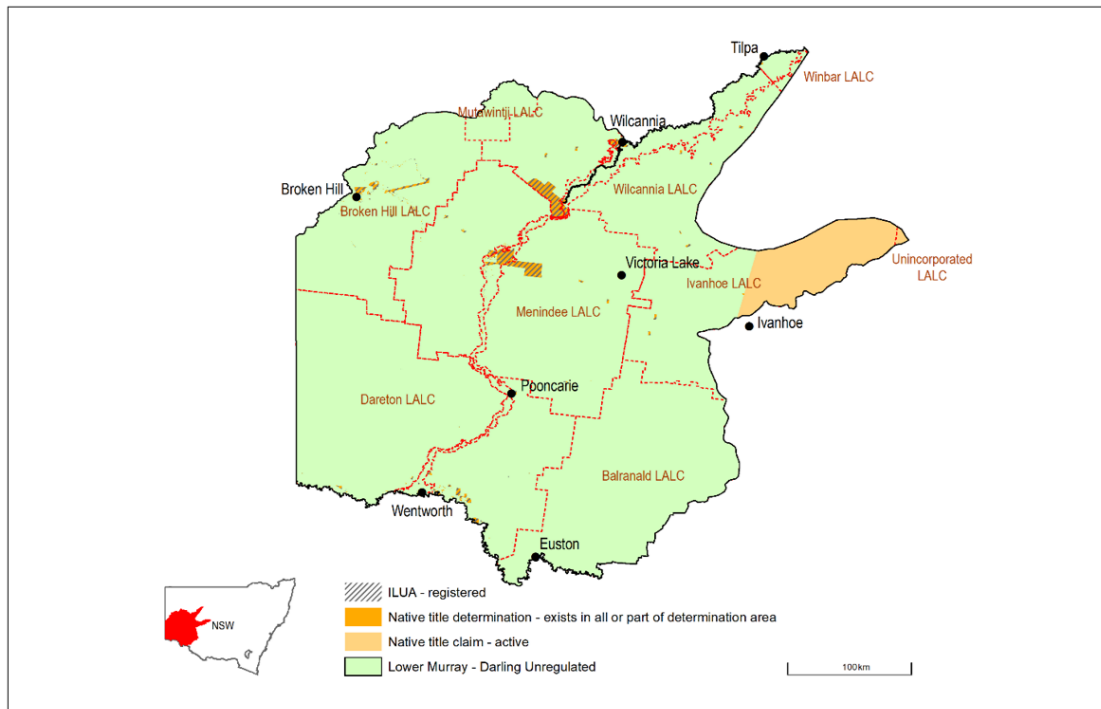 Tilpa
Winbar LALC
Mutawintji LALC
Wilcannia
Broken Hill
Wilcannia LALC
Broken Hill LALC
Victoria Lake
Ivanhoe LALC
Unincorporated
LALC
Menindee LALC
Ivanhoe
Pooncarie
Dareton LALC
Balranald LALC
Wentworth
Euston
NSW
ILUA - registered
Native title determination - exists in all or part of determination area
Native title claim - active
Lower Murray - Darling Unregulated
100km